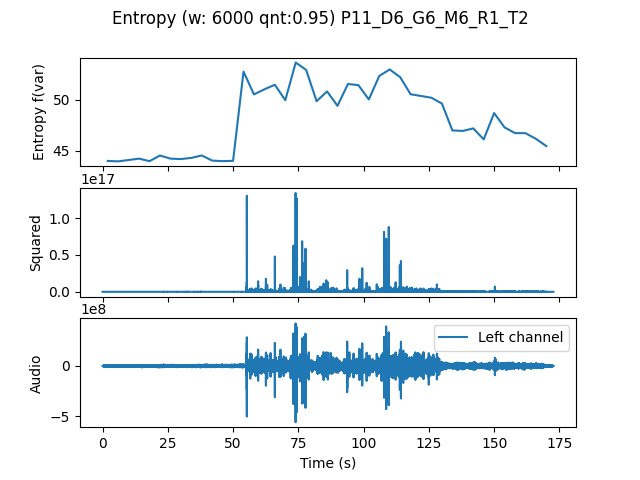 Entropy (w: 6000 qnt:0.95) P11_D6_G6_M6_R1_T2
Entropy f(var)
50
45
1e17
Squared
1.0
0.5
0.0
1e8
Audio
0
−5
Left channel
0 25 50 75 100 125 150 175
Time (s)